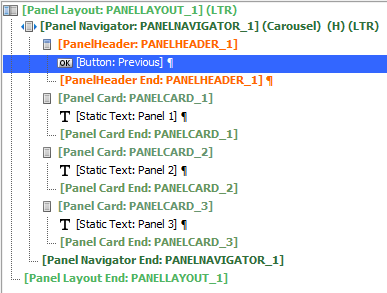 [Panel Layout: PANELLAYOUT_1] (LTR)
[Panel Navigator: PANELNAVIGATOR_1] (Carousel) (H) (LTR)
[PanelHeader: PANELHEADER_1]
OK [Button: Previous] ¶
[PanelHeader End: PANELHEADER_1] ¶
[Panel Card: PANELCARD_1]
T [Static Text: Panel 1] ¶
[Panel Card End: PANELCARD_1]
[Panel Card: PANELCARD_2]
T [Static Text: Panel 2] ¶
[Panel Card End: PANELCARD_2]
[Panel Card: PANELCARD_3]
T [Static Text: Panel 3] ¶
[Panel Card End: PANELCARD_3]
[Panel Navigator End: PANELNAVIGATOR_1]
[Panel Layout End: PANELLAYOUT_1]